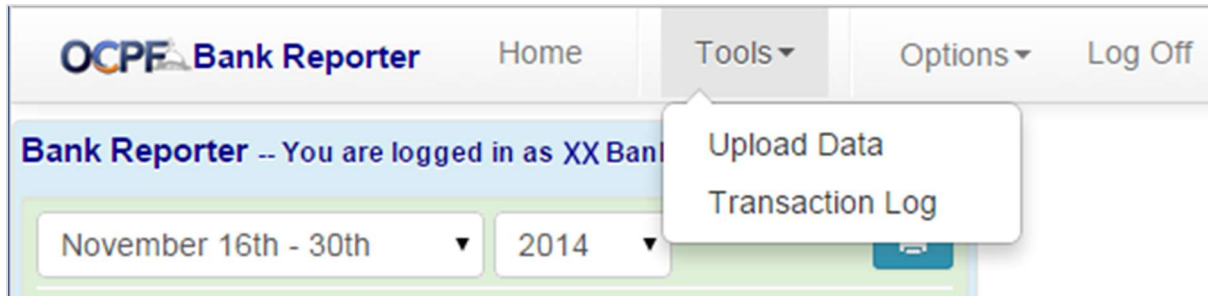 OCPF Bank Reporter Home Tools Options Log Off
Upload Data
Transaction Log
Bank Reporter -- You are logged in as XX Ban
November 16th - 30th 2014